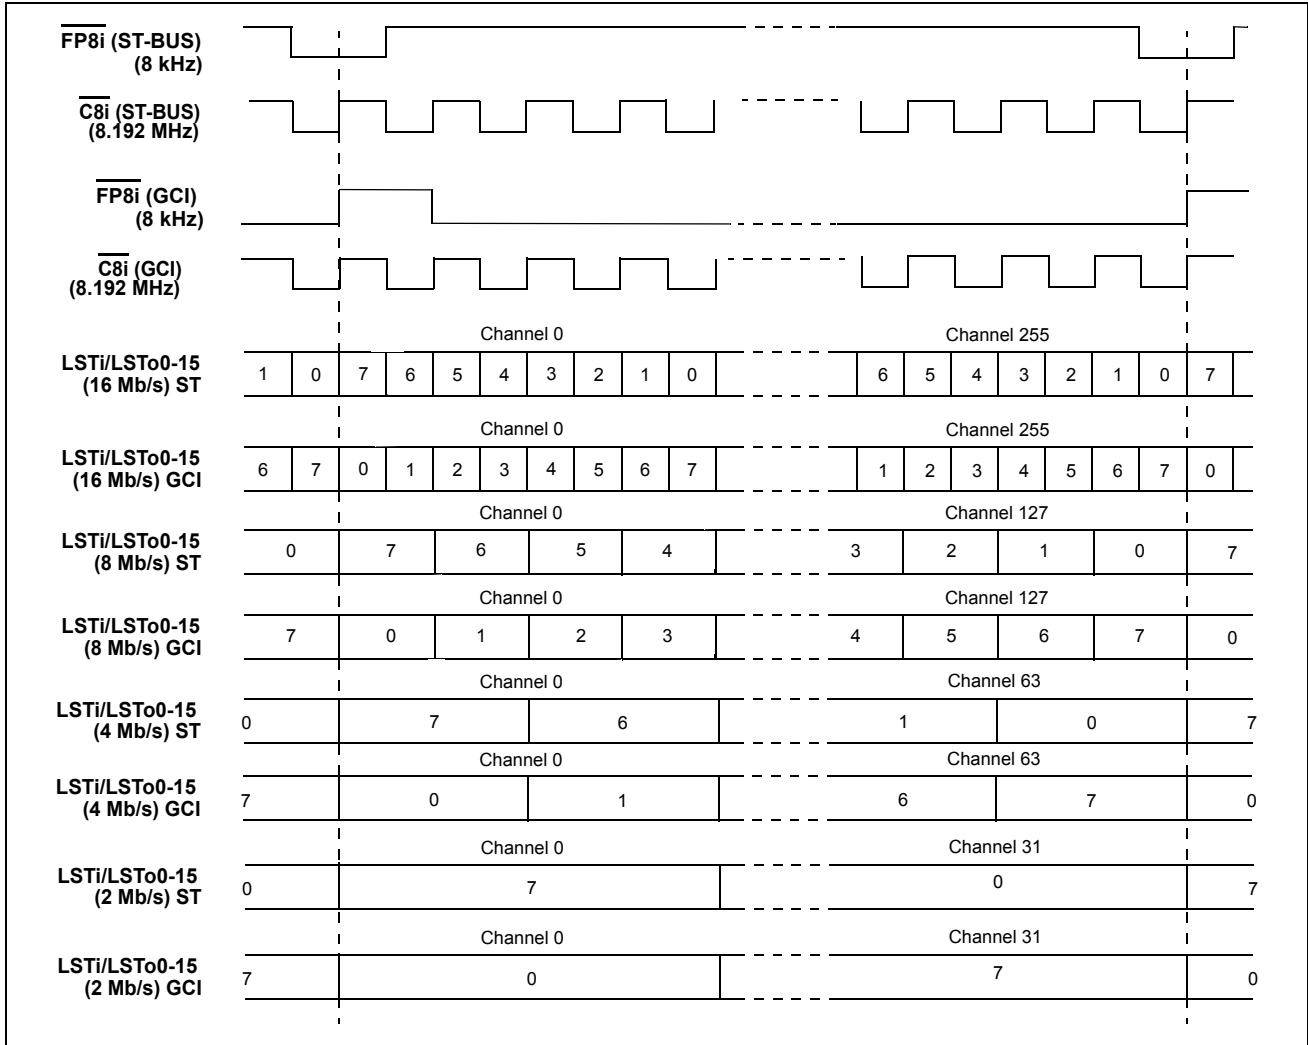 FP8i (ST-BUS)
(8 kHz)
C8i (ST-BUS)
(8.192 MHz)
FP8i (GCI)
(8 kHz)
C8i (GCI)
(8.192 MHz)
Channel 0 Channel 255
LSTi/LSTo0-15
(16 Mb/s) ST
1 0 7 6 5 4 3 2 1 0 6 5 4 3 2 1 0 7
Channel 0 Channel 255
LSTi/LSTo0-15
(16 Mb/s) GCI
6 7 0 1 2 3 4 5 6 7 1 2 3 4 5 6 7 0
Channel 0 Channel 127
LSTi/LSTo0-15
(8 Mb/s) ST
0 7 6 5 4 3 2 1 0 7
Channel 0 Channel 127
LSTi/LSTo0-15
(8 Mb/s) GCI
7 0 1 2 3 4 5 6 7 0
Channel 0 Channel 63
LSTi/LSTo0-15
(4 Mb/s) ST
0 7 6 1 0 7
Channel 0 Channel 63
LSTi/LSTo0-15
(4 Mb/s) GCI
7 0 1 6 7 0
Channel 0 Channel 31
LSTi/LSTo0-15
(2 Mb/s) ST
0 7 0 7
Channel 0 Channel 31
LSTi/LSTo0-15
(2 Mb/s) GCI
7 0 7 0